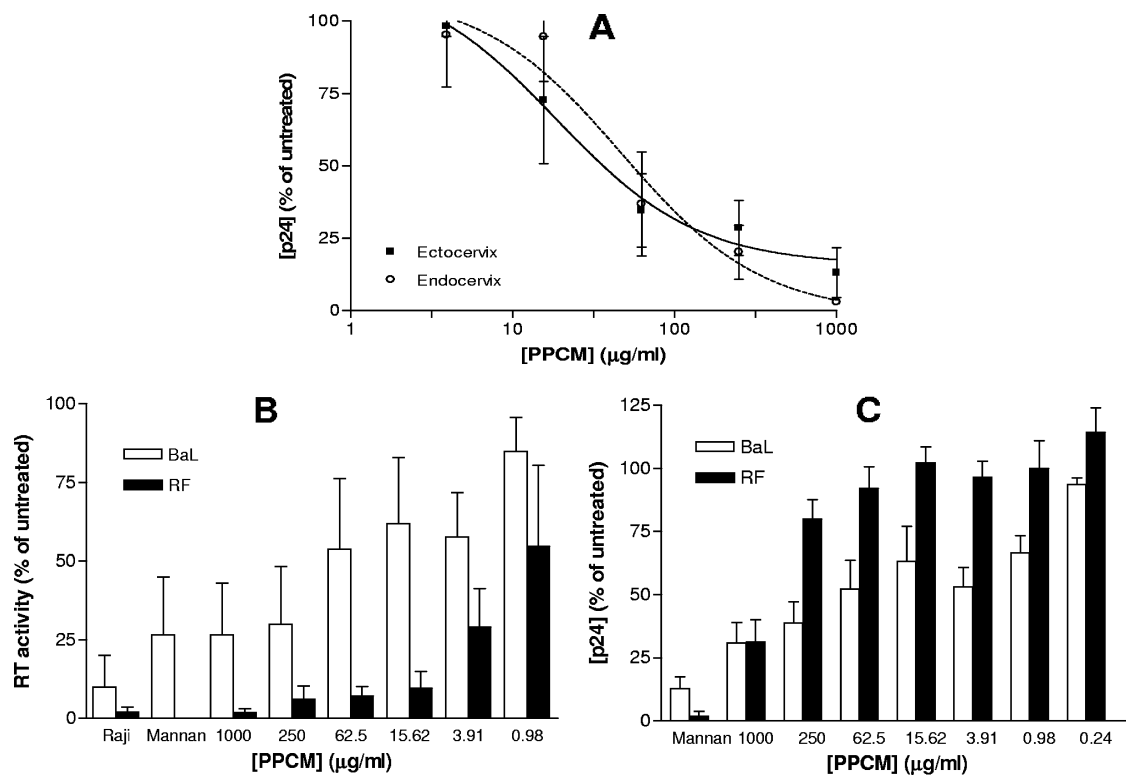 A
100
75
50
25
0
[p24] (% of untreated)
Ectocervix
Endocervix
1 10 100 1000
[PPCM] (µg/ml)
B
100
75
50
25
0
RT activity (% of untreated)
BaL
RF
Raji Mannan 1000 250 62.5 15.62 3.91 0.98
[PPCM] (µg/ml)
C
125
100
75
50
25
0
[p24] (% of untreated)
BaL
RF
Mannan 1000 250 62.5 15.62 3.91 0.98 0.24
[PPCM] (µg/ml)